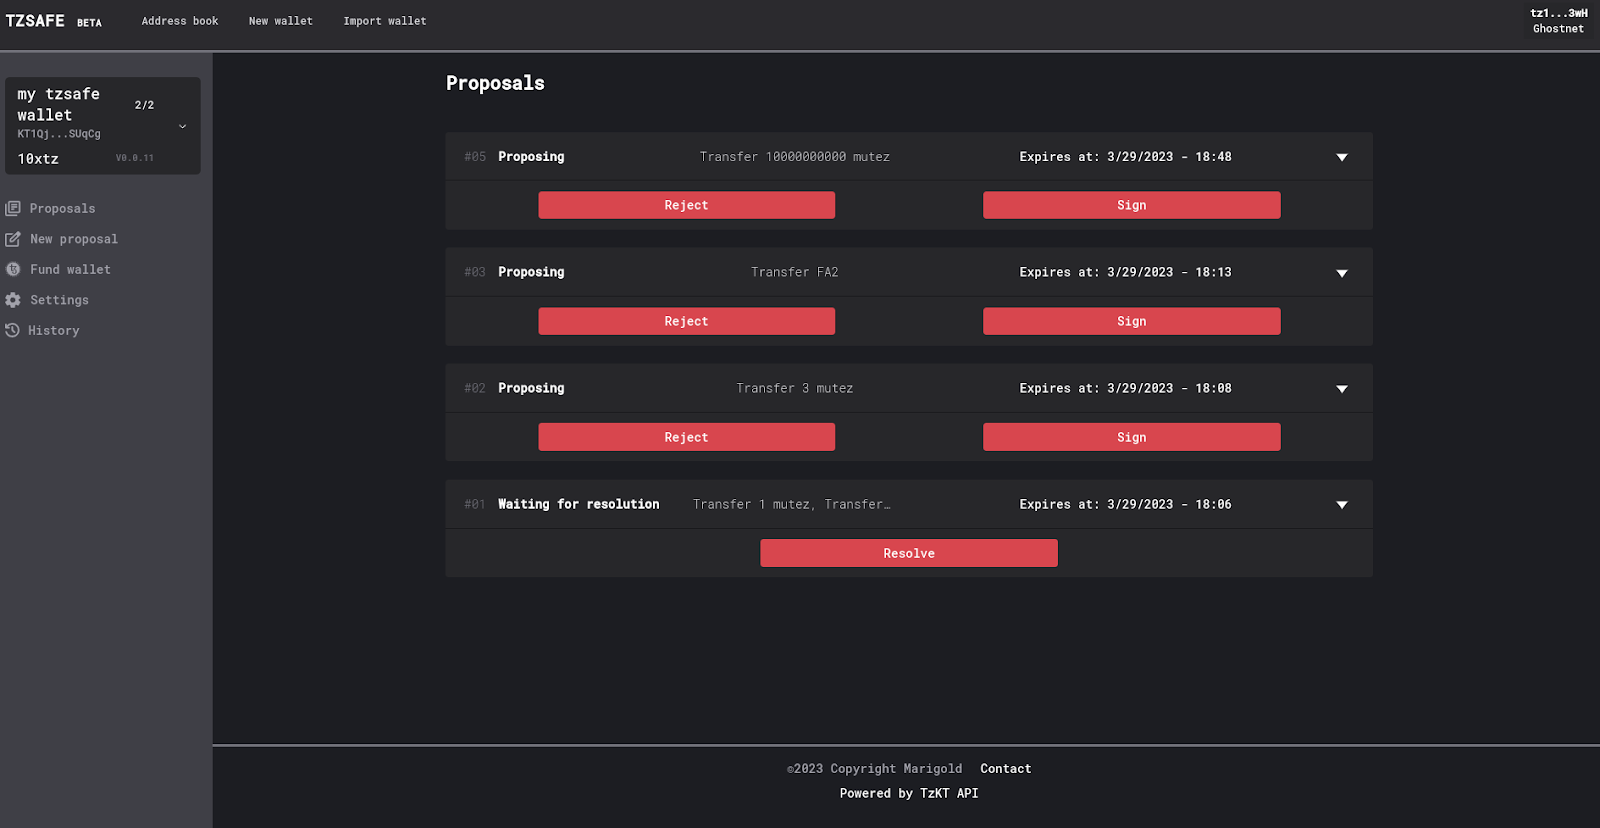 TZSAFE BETA Address book New wallet Import wallet
tz1...3wH
Ghostnet
my tzsafe wallet 2/2
KT1Qj...SUqCg
10xtz V0.0.11
Proposals
New proposal
Fund wallet
Settings
History
Proposals
#05 Proposing Transfer 10000000000 mutez Expires at: 3/29/2023 - 18:48
Reject Sign
#03 Proposing Transfer FA2 Expires at: 3/29/2023 - 18:13
Reject Sign
#02 Proposing Transfer 3 mutez Expires at: 3/29/2023 - 18:08
Reject Sign
#01 Waiting for resolution Transfer 1 mutez, Transfer… Expires at: 3/29/2023 - 18:06
Resolve
©2023 Copyright Marigold Contact
Powered by TzKT API